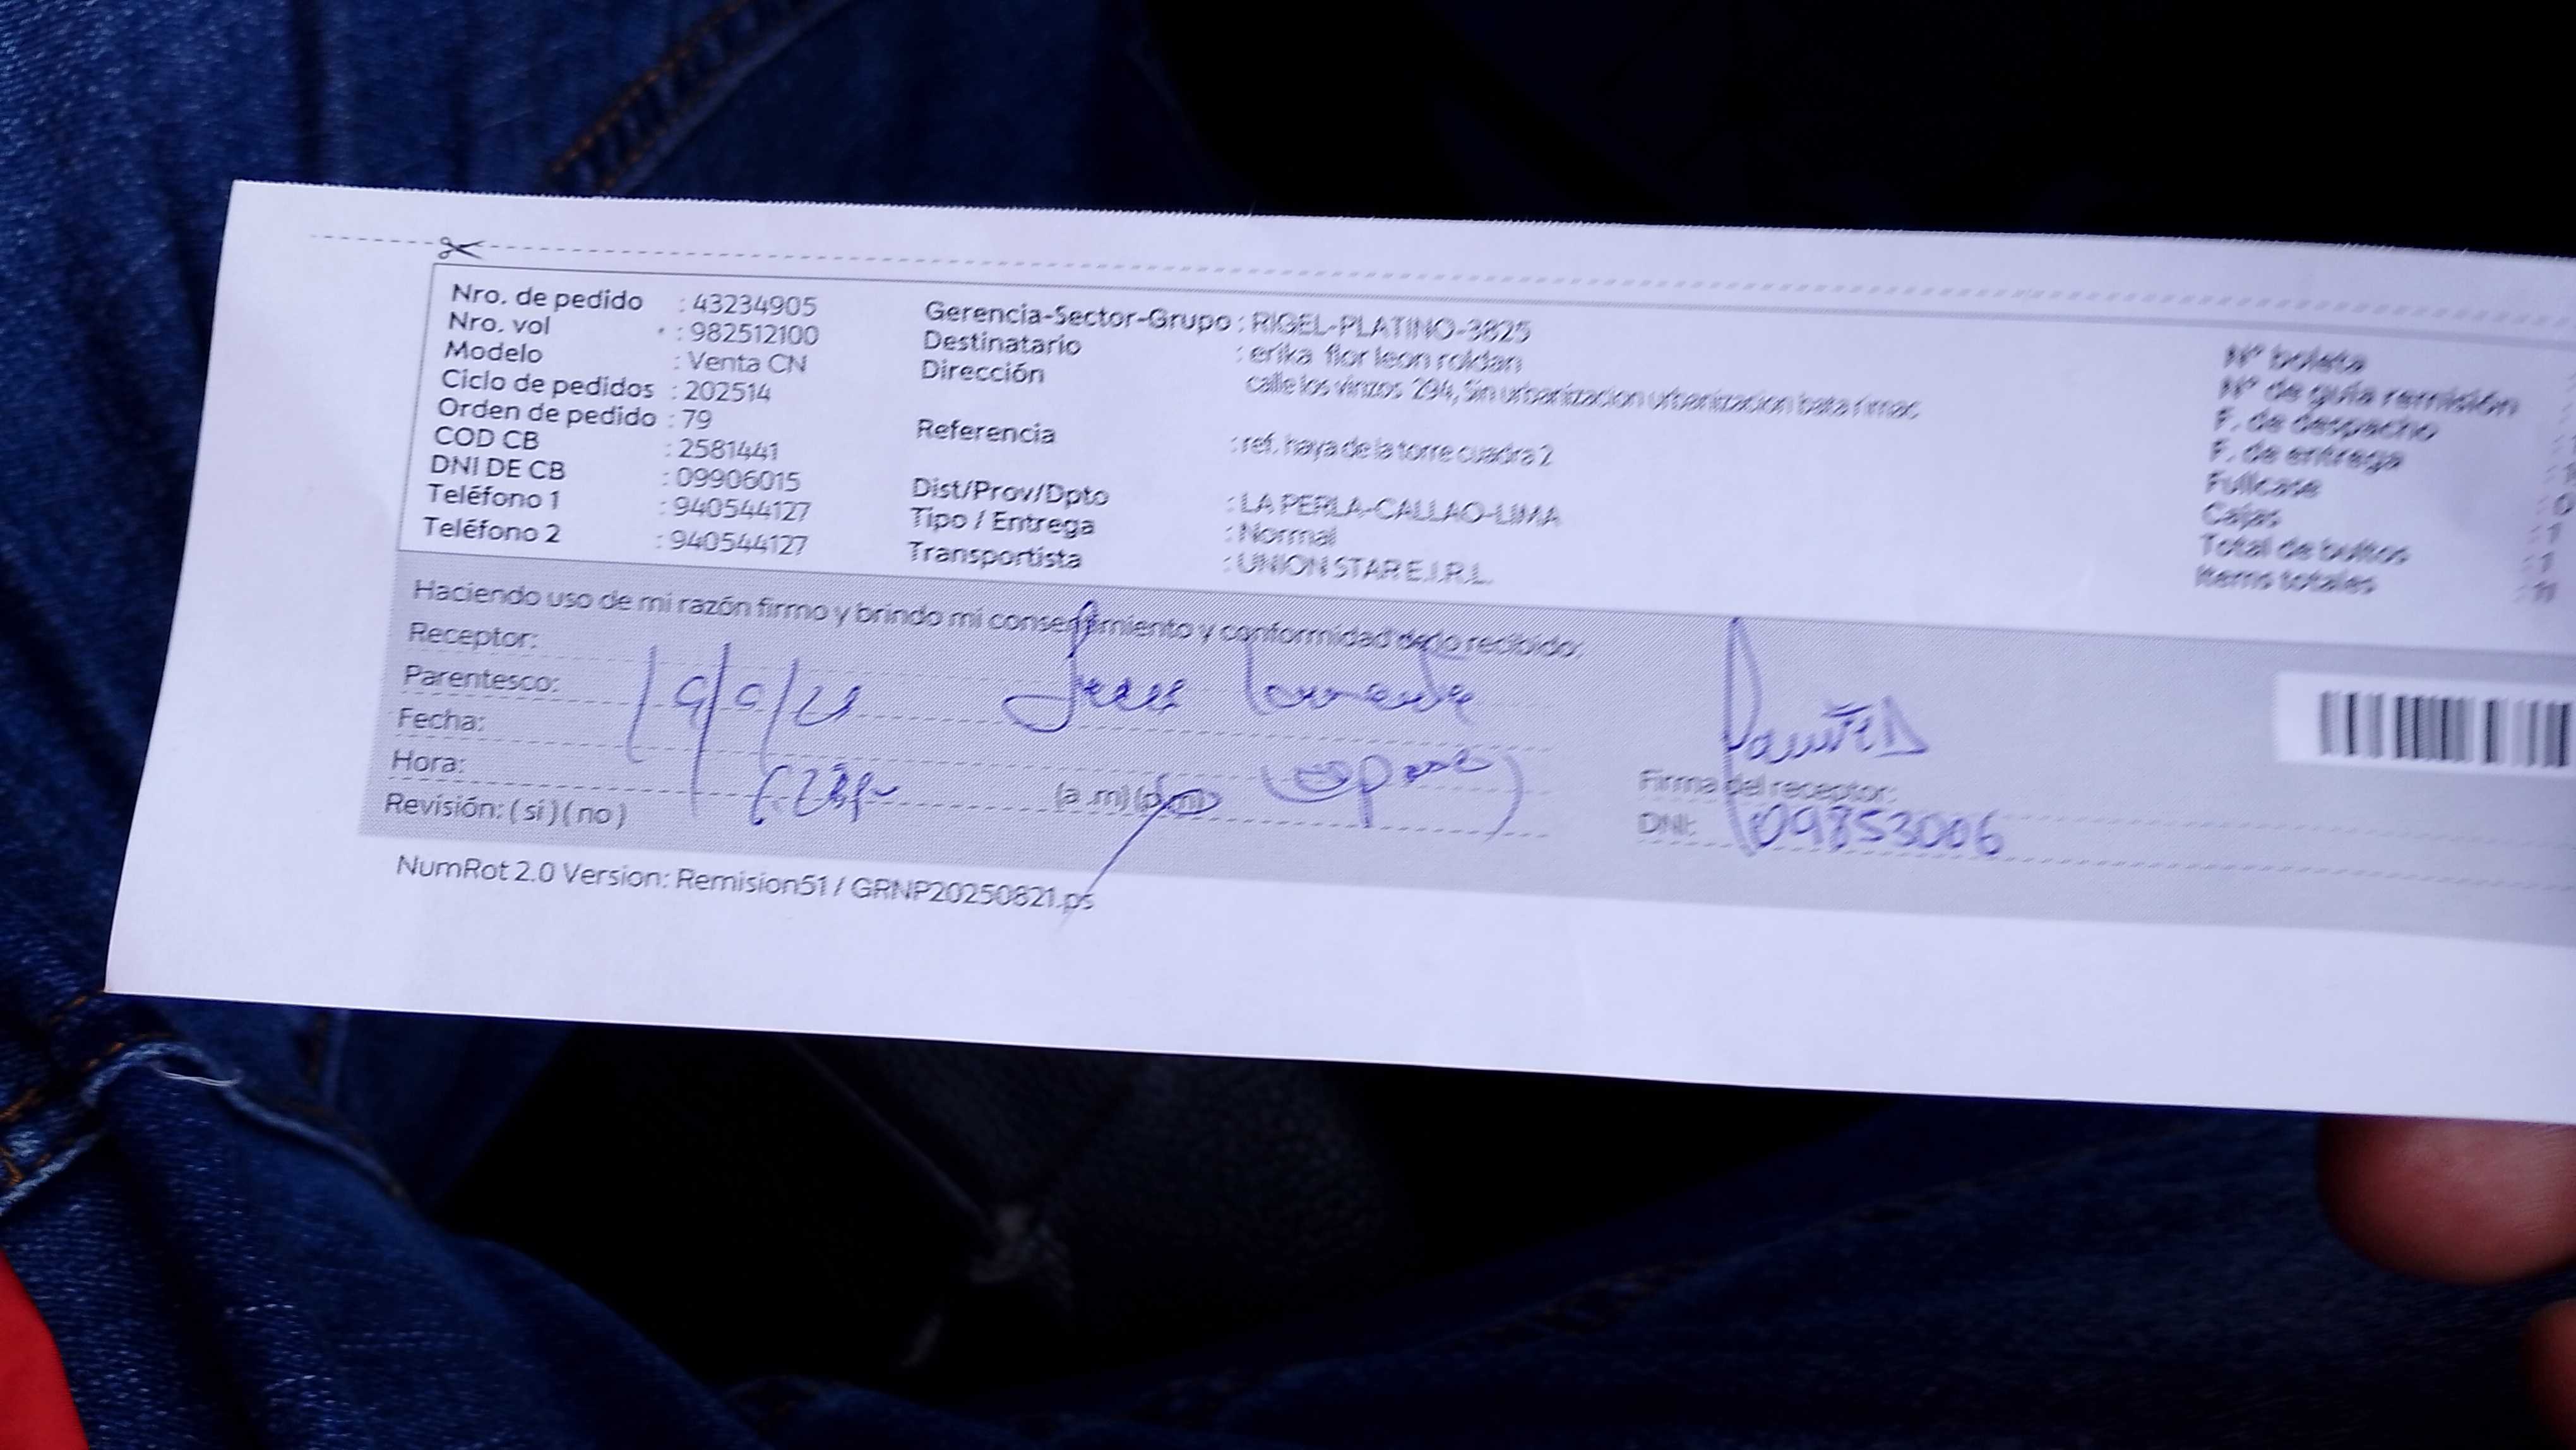 Nro. de pedido : 43234905
Nro. vol : 982512100
Modelo : Venta CN
Ciclo de pedidos : 202514
Orden de pedido : 79
COD CB : 2581441
DNI DE CB : 09906015
Teléfono 1 : 940544127
Teléfono 2 : 940544127
Gerencia-Sector-Grupo : RIGEL-PLATINO-3825
Destinatario : erika flor leon roldan
Dirección : calle los vinzos 294, Sin urbanizacion urbanizacion bata rimac
Referencia : ref. haya de la torre cuadra 2
Dist/Prov/Dpto : LA PERLA-CALLAO-LIMA
Tipo / Entrega : Normal
Transportista : UNION STAR E.I.R.L.
N° boleta
N° de guía remisión
F. de despacho
F. de entrega
Fullcase : 0
Cajas : 1
Total de bultos : 1
Items totales : 11
Haciendo uso de mi razón firmo y brindo mi consentimiento y conformidad de lo recibido:
Receptor:
Parentesco:
Fecha:
Hora: (a .m) (p.m)
Revisión: ( si ) ( no )
(esposo)
Firma del receptor:
DNI: 09853006
NumRot 2.0 Version: Remision51 / GRNP20250821.ps